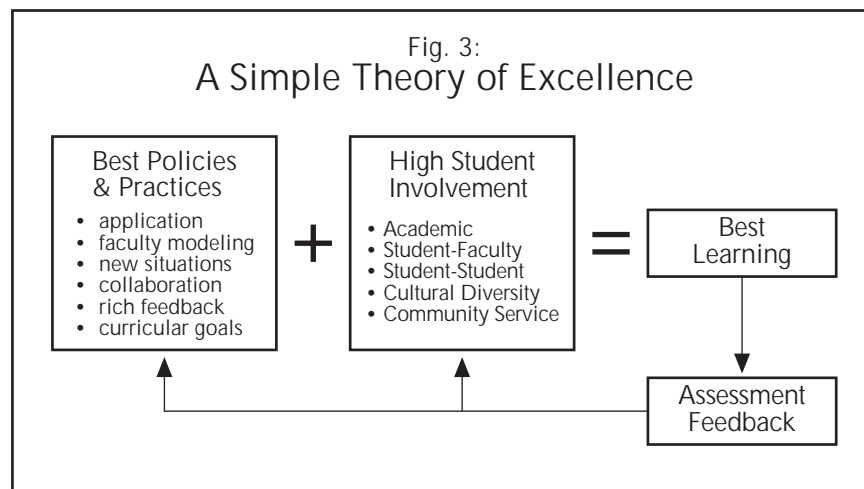 Fig. 3:
A Simple Theory of Excellence
Best Policies
& Practices
• application
• faculty modeling
• new situations
• collaboration
• rich feedback
• curricular goals
+
High Student
Involvement
• Academic
• Student-Faculty
• Student-Student
• Cultural Diversity
• Community Service
=
Best
Learning
Assessment
Feedback